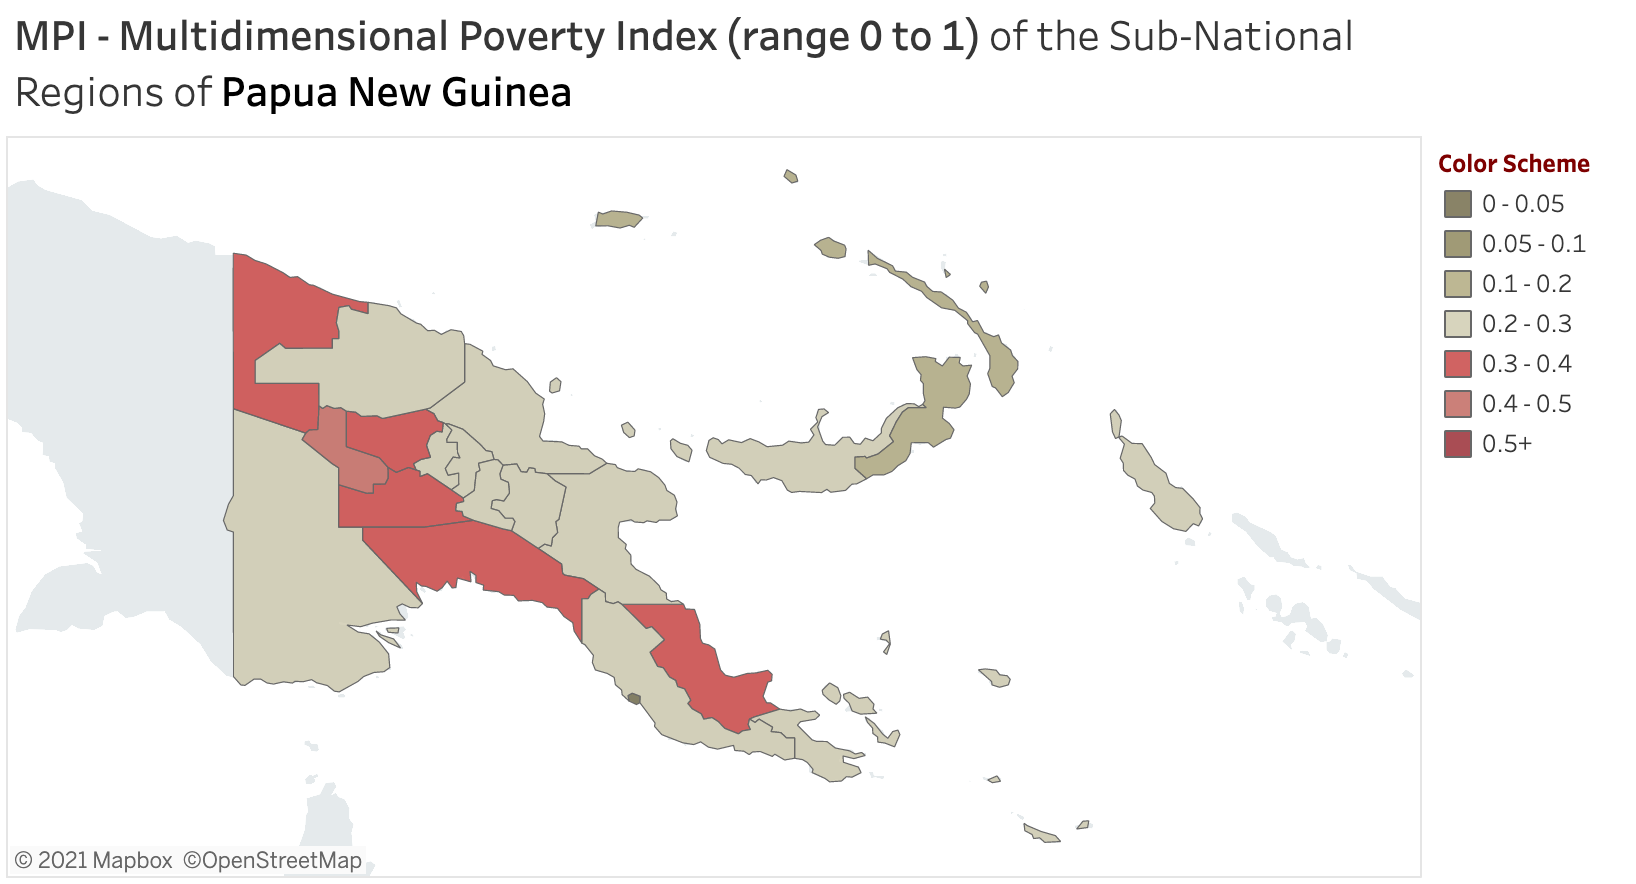 MPI - Multidimensional Poverty Index (range 0 to 1) of the Sub-National
Regions of Papua New Guinea
Color Scheme
0 - 0.05
0.05 - 0.1
0.1 - 0.2
0.2 - 0.3
0.3 - 0.4
0.4 - 0.5
0.5+
© 2021 Mapbox ©OpenStreetMap